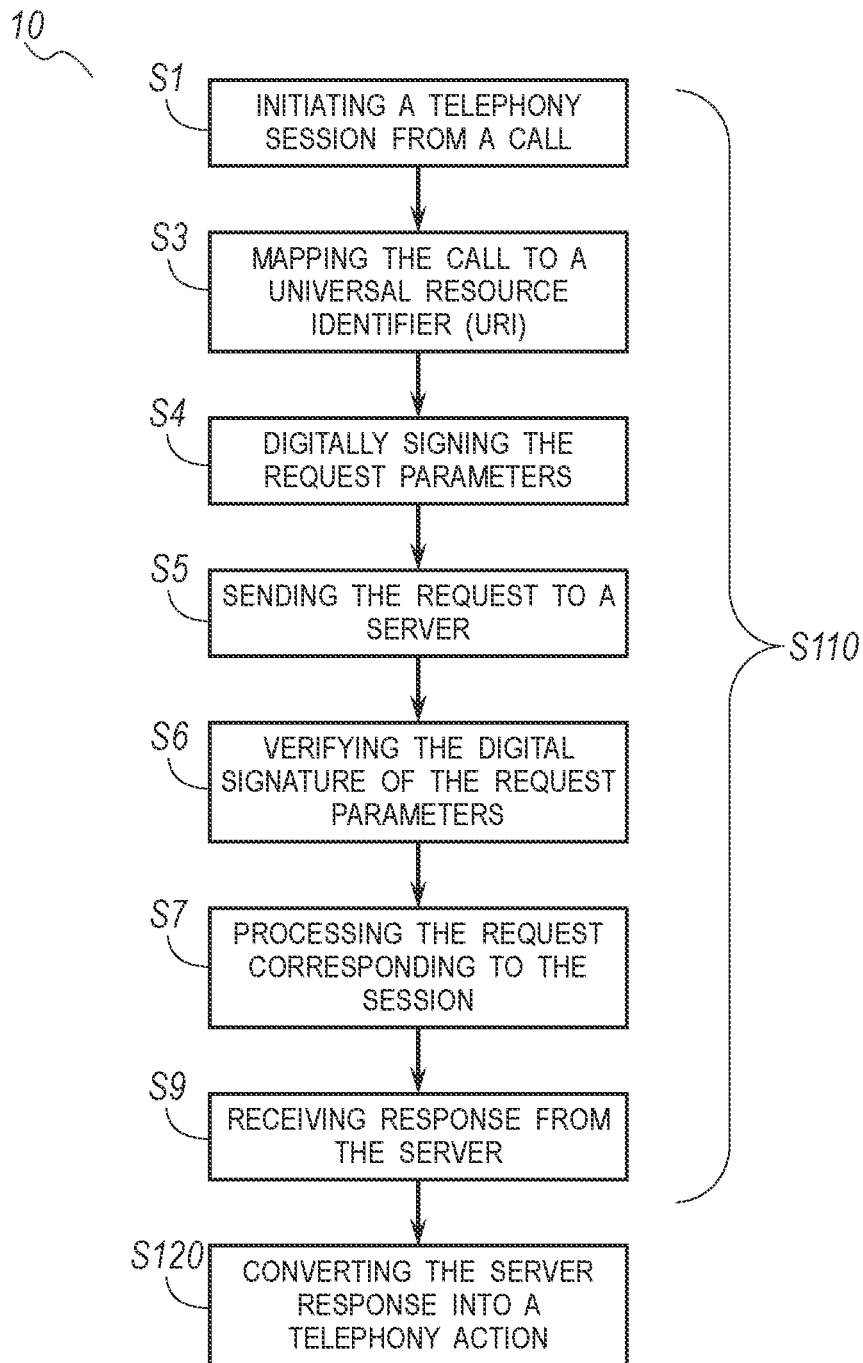 10
S1
INITIATING A TELEPHONY
SESSION FROM A CALL
S3
MAPPING THE CALL TO A
UNIVERSAL RESOURCE
IDENTIFIER (URI)
S4
DIGITALLY SIGNING THE
REQUEST PARAMETERS
S5
SENDING THE REQUEST TO A
SERVER
S110
S6
VERIFYING THE DIGITAL
SIGNATURE OF THE REQUEST
PARAMETERS
S7
PROCESSING THE REQUEST
CORRESPONDING TO THE
SESSION
S9
RECEIVING RESPONSE FROM
THE SERVER
S120
CONVERTING THE SERVER
RESPONSE INTO A
TELEPHONY ACTION